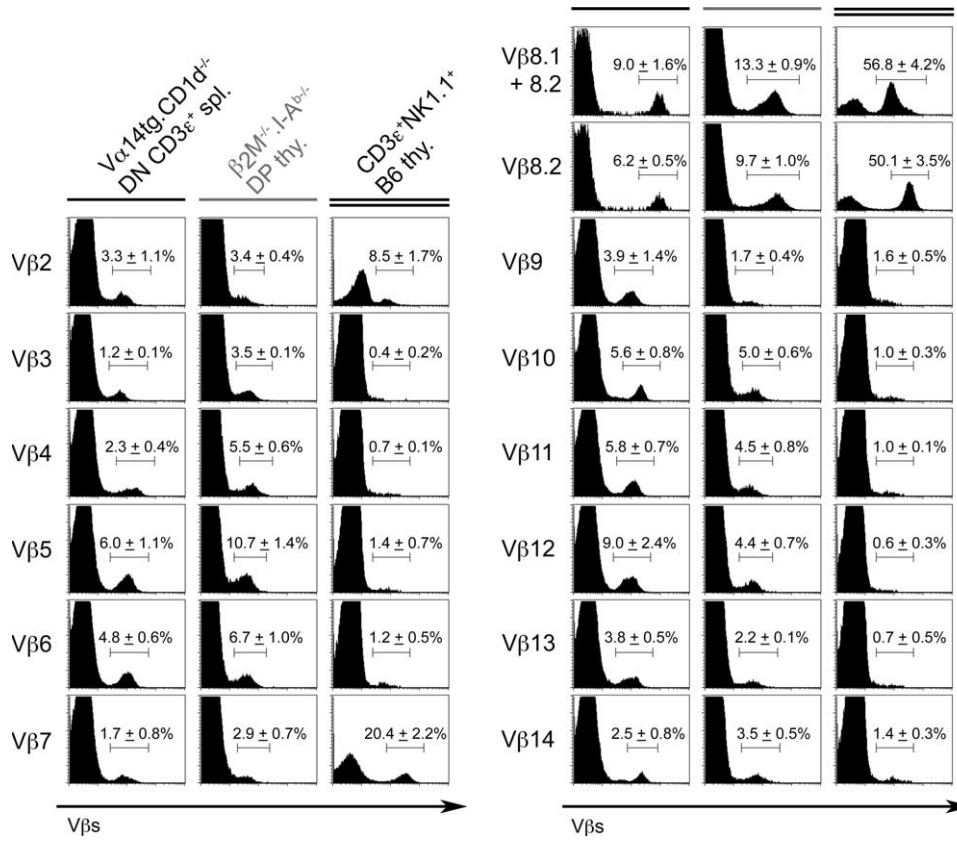 Vα14tg.CD1d-/-
DN CD3ε+ spl.
β2M-/-.I-Ab-/-
DP thy.
CD3ε+NK1.1+
B6 thy.
Vβ2
3.3 ± 1.1%
3.4 ± 0.4%
8.5 ± 1.7%
Vβ3
1.2 ± 0.1%
3.5 ± 0.1%
0.4 ± 0.2%
Vβ4
2.3 ± 0.4%
5.5 ± 0.6%
0.7 ± 0.1%
Vβ5
6.0 ± 1.1%
10.7 ± 1.4%
1.4 ± 0.7%
Vβ6
4.8 ± 0.6%
6.7 ± 1.0%
1.2 ± 0.5%
Vβ7
1.7 ± 0.8%
2.9 ± 0.7%
20.4 ± 2.2%
Vβs
Vβ8.1
+ 8.2
9.0 ± 1.6%
13.3 ± 0.9%
56.8 ± 4.2%
Vβ8.2
6.2 ± 0.5%
9.7 ± 1.0%
50.1 ± 3.5%
Vβ9
3.9 ± 1.4%
1.7 ± 0.4%
1.6 ± 0.5%
Vβ10
5.6 ± 0.8%
5.0 ± 0.6%
1.0 ± 0.3%
Vβ11
5.8 ± 0.7%
4.5 ± 0.8%
1.0 ± 0.1%
Vβ12
9.0 ± 2.4%
4.4 ± 0.7%
0.6 ± 0.3%
Vβ13
3.8 ± 0.5%
2.2 ± 0.1%
0.7 ± 0.5%
Vβ14
2.5 ± 0.8%
3.5 ± 0.5%
1.4 ± 0.3%
Vβs